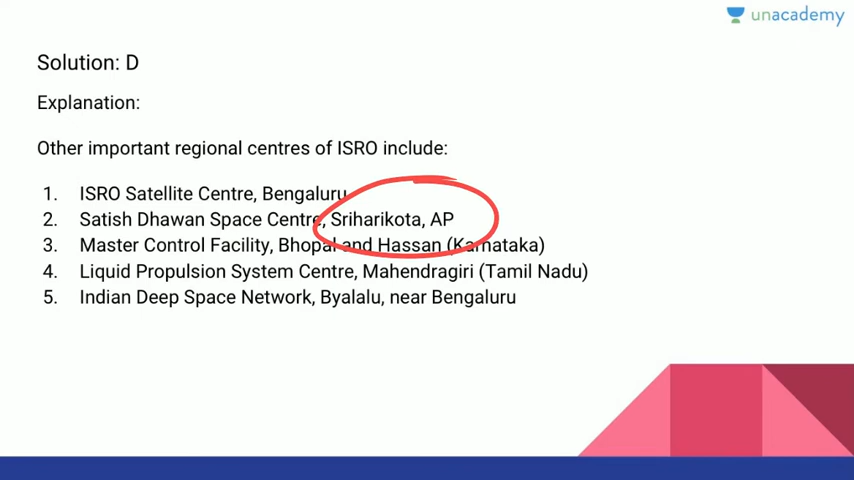 unacademy
Solution: D
Explanation:
Other important regional centres of ISRO include:
1. ISRO Satellite Centre, Bengaluru
2. Satish Dhawan Space Centre, Sriharikota, AP
3. Master Control Facility, Bhopal and Hassan (Karnataka)
4. Liquid Propulsion System Centre, Mahendragiri (Tamil Nadu)
5. Indian Deep Space Network, Byalalu, near Bengaluru